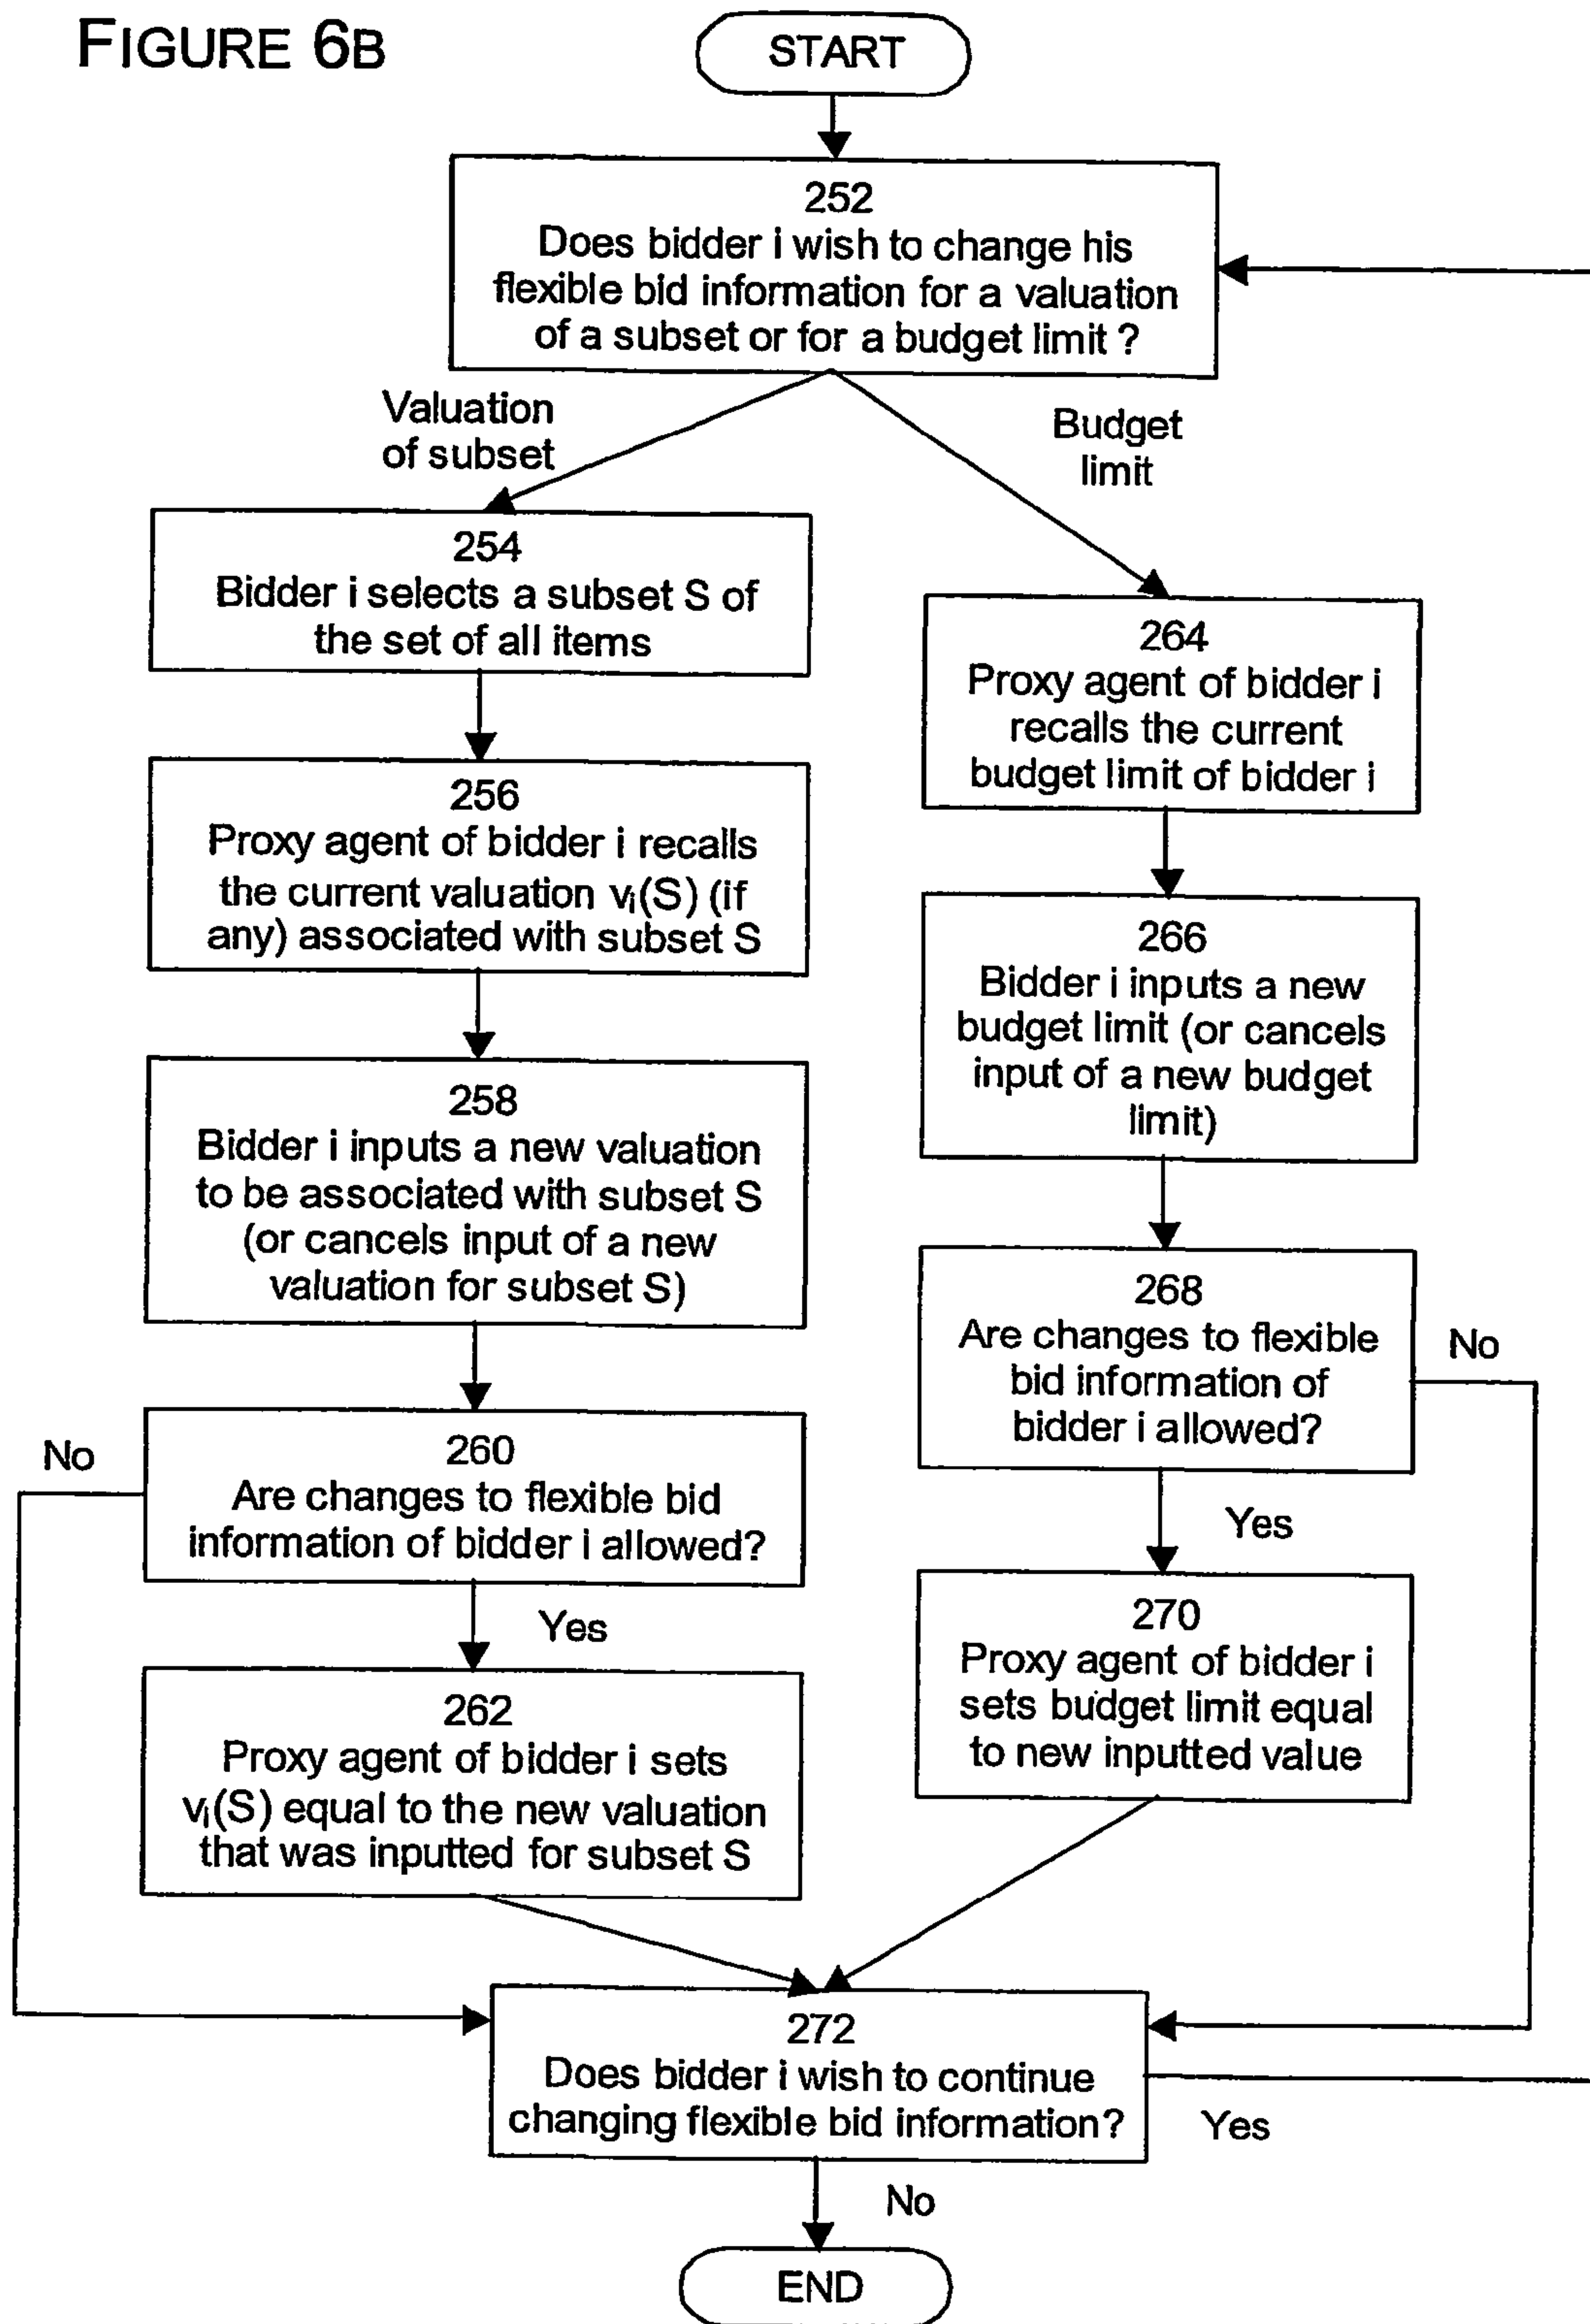 FIGURE 6B
START
252
Does bidder i wish to change his
flexible bid information for a valuation
of a subset or for a budget limit ?
Valuation
of subset
Budget
limit
254
Bidder i selects a subset S of
the set of all items
256
Proxy agent of bidder i recalls
the current valuation vᵢ(S) (if
any) associated with subset S
258
Bidder i inputs a new valuation
to be associated with subset S
(or cancels input of a new
valuation for subset S)
260
Are changes to flexible bid
information of bidder i allowed?
No
Yes
262
Proxy agent of bidder i sets
vᵢ(S) equal to the new valuation
that was inputted for subset S
264
Proxy agent of bidder i
recalls the current
budget limit of bidder i
266
Bidder i inputs a new
budget limit (or cancels
input of a new budget
limit)
268
Are changes to flexible
bid information of
bidder i allowed?
No
Yes
270
Proxy agent of bidder i
sets budget limit equal
to new inputted value
272
Does bidder i wish to continue
changing flexible bid information?
Yes
No
END